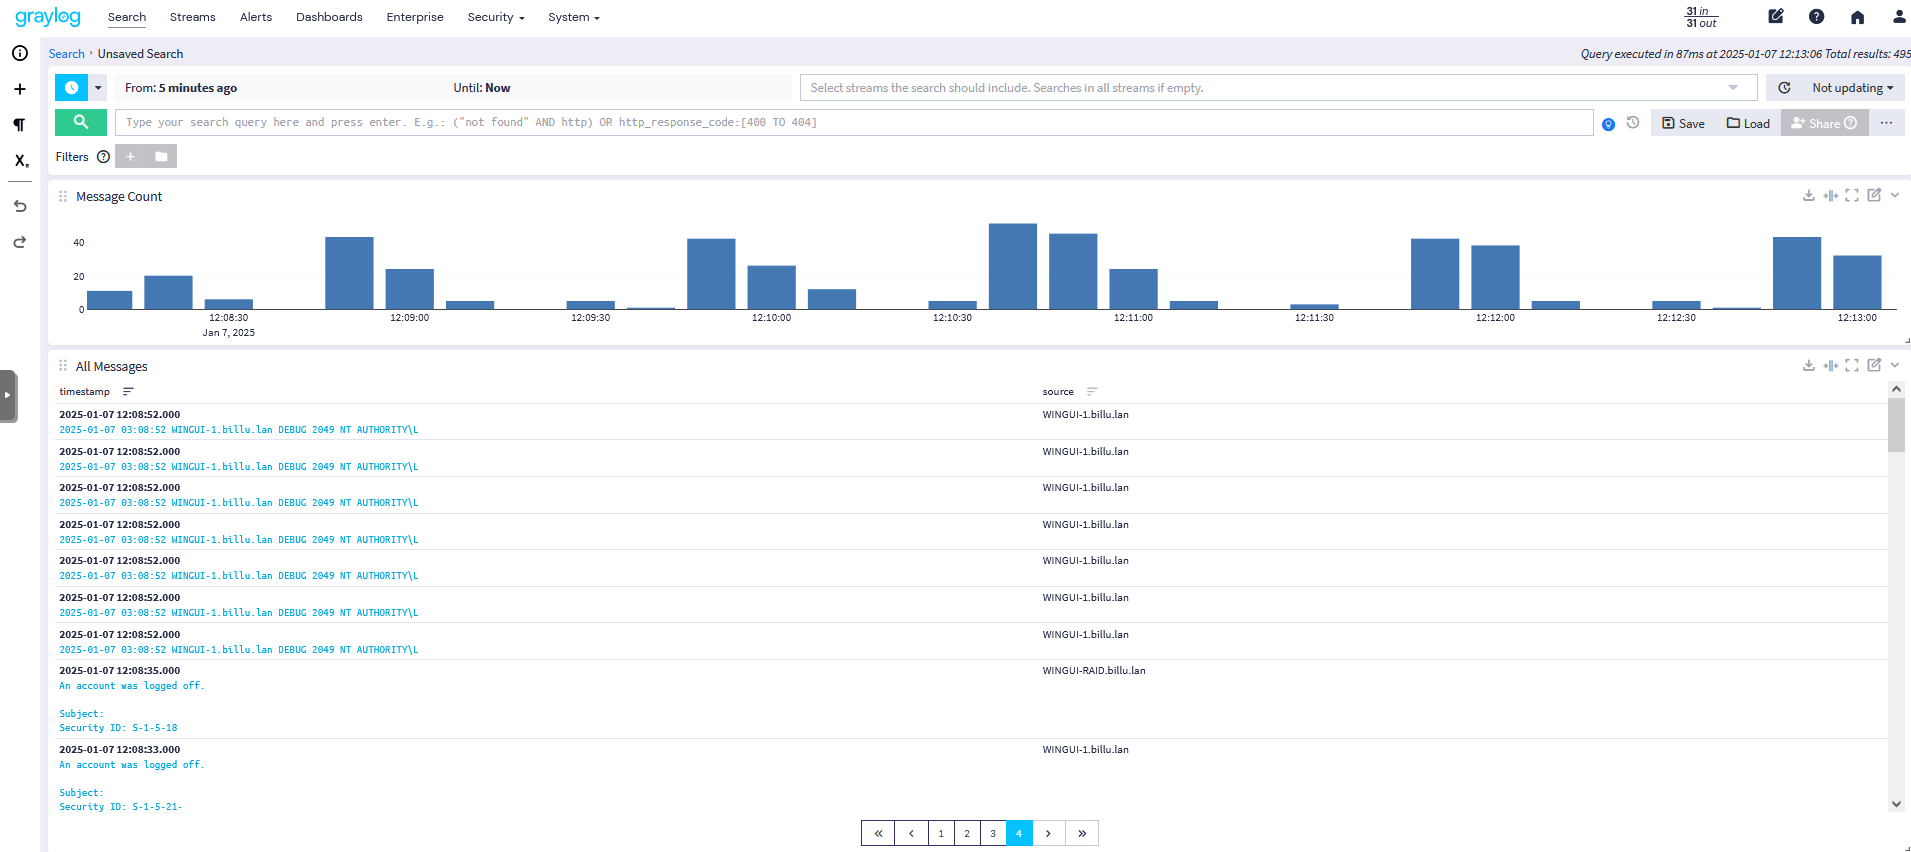 graylog Search Streams Alerts Dashboards Enterprise Security System 31 in
31 out
Search › Unsaved Search Query executed in 87ms at 2025-01-07 12:13:06 Total results: 495
From: 5 minutes ago Until: Now Select streams the search should include. Searches in all streams if empty. Not updating
Type your search query here and press enter. E.g.: ("not found" AND http) OR http_response_code:[400 TO 404] Save Load Share ...
Filters
Message Count
40
20
0
12:08:30 12:09:00 12:09:30 12:10:00 12:10:30 12:11:00 12:11:30 12:12:00 12:12:30 12:13:00
Jan 7, 2025
All Messages
timestamp source
2025-01-07 12:08:52.000 WINGUI-1.billu.lan
2025-01-07 03:08:52 WINGUI-1.billu.lan DEBUG 2049 NT AUTHORITY\L
2025-01-07 12:08:52.000 WINGUI-1.billu.lan
2025-01-07 03:08:52 WINGUI-1.billu.lan DEBUG 2049 NT AUTHORITY\L
2025-01-07 12:08:52.000 WINGUI-1.billu.lan
2025-01-07 03:08:52 WINGUI-1.billu.lan DEBUG 2049 NT AUTHORITY\L
2025-01-07 12:08:52.000 WINGUI-1.billu.lan
2025-01-07 03:08:52 WINGUI-1.billu.lan DEBUG 2049 NT AUTHORITY\L
2025-01-07 12:08:52.000 WINGUI-1.billu.lan
2025-01-07 03:08:52 WINGUI-1.billu.lan DEBUG 2049 NT AUTHORITY\L
2025-01-07 12:08:52.000 WINGUI-1.billu.lan
2025-01-07 03:08:52 WINGUI-1.billu.lan DEBUG 2049 NT AUTHORITY\L
2025-01-07 12:08:52.000 WINGUI-1.billu.lan
2025-01-07 03:08:52 WINGUI-1.billu.lan DEBUG 2049 NT AUTHORITY\L
2025-01-07 12:08:35.000 WINGUI-RAID.billu.lan
An account was logged off.
Subject:
Security ID: S-1-5-18
2025-01-07 12:08:33.000 WINGUI-1.billu.lan
An account was logged off.
Subject:
Security ID: S-1-5-21-
« ‹ 1 2 3 4 › »